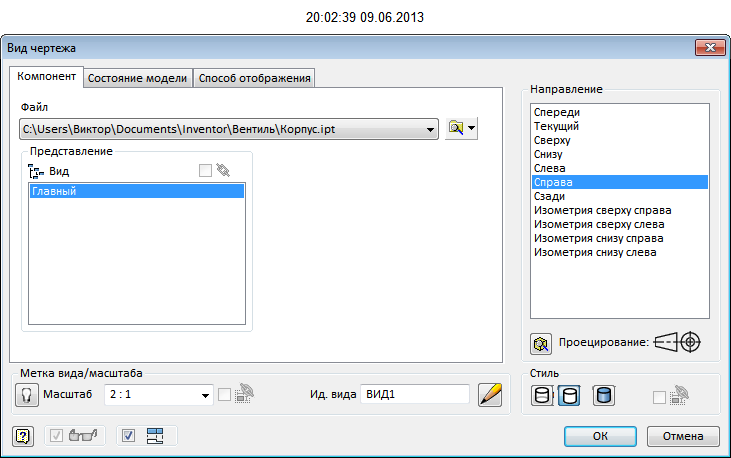 20:02:39 09.06.2013
Вид чертежа
Компонент Состояние модели Способ отображения
Файл
C:\Users\Виктор\Documents\Inventor\Вентиль\Корпус.ipt
Представление
Вид
Главный
Направление
Спереди
Текущий
Сверху
Снизу
Слева
Справа
Сзади
Изометрия сверху справа
Изометрия сверху слева
Изометрия снизу справа
Изометрия снизу слева
Проецирование:
Метка вида/масштаба
Масштаб 2 : 1 Ид. вида ВИД1
Стиль
ОК Отмена